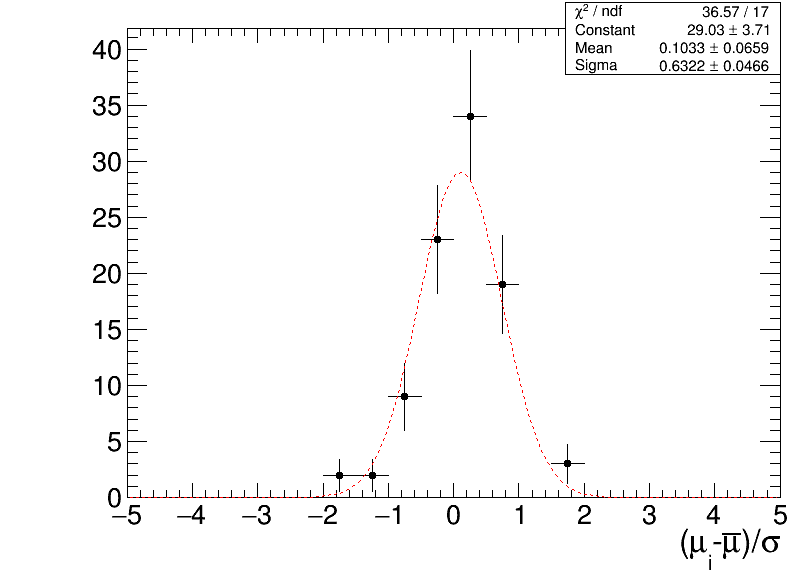 χ² / ndf 36.57 / 17
Constant 29.03 ± 3.71
Mean 0.1033 ± 0.0659
Sigma 0.6322 ± 0.0466
40
35
30
25
20
15
10
5
0
−5 −4 −3 −2 −1 0 1 2 3 4 5
(μ_i-μ̅)/σ